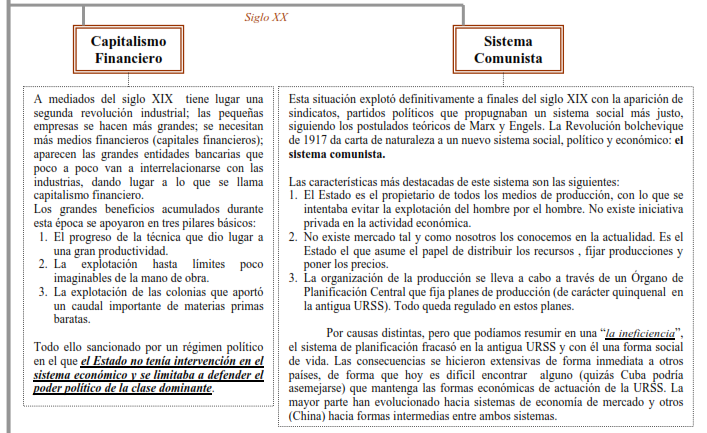 Siglo XX
Capitalismo
Financiero
Sistema
Comunista
A mediados del siglo XIX tiene lugar una
segunda revolución industrial; las pequeñas
empresas se hacen más grandes; se necesitan
más medios financieros (capitales financieros);
aparecen las grandes entidades bancarias que
poco a poco van a interrelacionarse con las
industrias, dando lugar a lo que se llama
capitalismo financiero.
Los grandes beneficios acumulados durante
esta época se apoyaron en tres pilares básicos:
1. El progreso de la técnica que dio lugar a
una gran productividad.
2. La explotación hasta límites poco
imaginables de la mano de obra.
3. La explotación de las colonias que aportó
un caudal importante de materias primas
baratas.
Todo ello sancionado por un régimen político
en el que el Estado no tenía intervención en el
sistema económico y se limitaba a defender el
poder político de la clase dominante.
Esta situación explotó definitivamente a finales del siglo XIX con la aparición de
sindicatos, partidos políticos que propugnaban un sistema social más justo,
siguiendo los postulados teóricos de Marx y Engels. La Revolución bolchevique
de 1917 da carta de naturaleza a un nuevo sistema social, político y económico: el
sistema comunista.
Las características más destacadas de este sistema son las siguientes:
1. El Estado es el propietario de todos los medios de producción, con lo que se
intentaba evitar la explotación del hombre por el hombre. No existe iniciativa
privada en la actividad económica.
2. No existe mercado tal y como nosotros los conocemos en la actualidad. Es el
Estado el que asume el papel de distribuir los recursos , fijar producciones y
poner los precios.
3. La organización de la producción se lleva a cabo a través de un Órgano de
Planificación Central que fija planes de producción (de carácter quinquenal en
la antigua URSS). Todo queda regulado en estos planes.
Por causas distintas, pero que podíamos resumir en una “la ineficiencia”,
el sistema de planificación fracasó en la antigua URSS y con él una forma social
de vida. Las consecuencias se hicieron extensivas de forma inmediata a otros
países, de forma que hoy es difícil encontrar alguno (quizás Cuba podría
asemejarse) que mantenga las formas económicas de actuación de la URSS. La
mayor parte han evolucionado hacia sistemas de economía de mercado y otros
(China) hacia formas intermedias entre ambos sistemas.